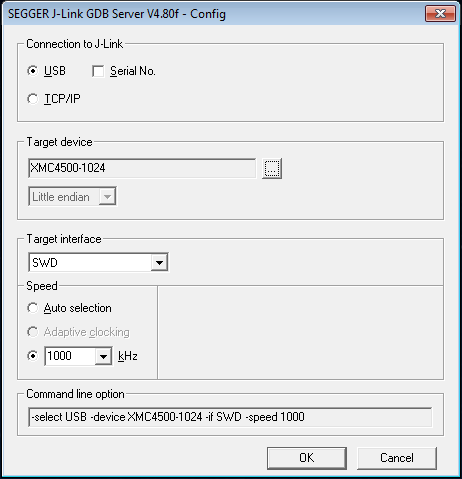 SEGGER J-Link GDB Server V4.80f - Config
Connection to J-Link
USB Serial No.
TCP/IP
Target device
XMC4500-1024 ...
Little endian
Target interface
SWD
Speed
Auto selection
Adaptive clocking
1000 kHz
Command line option
-select USB -device XMC4500-1024 -if SWD -speed 1000
OK Cancel